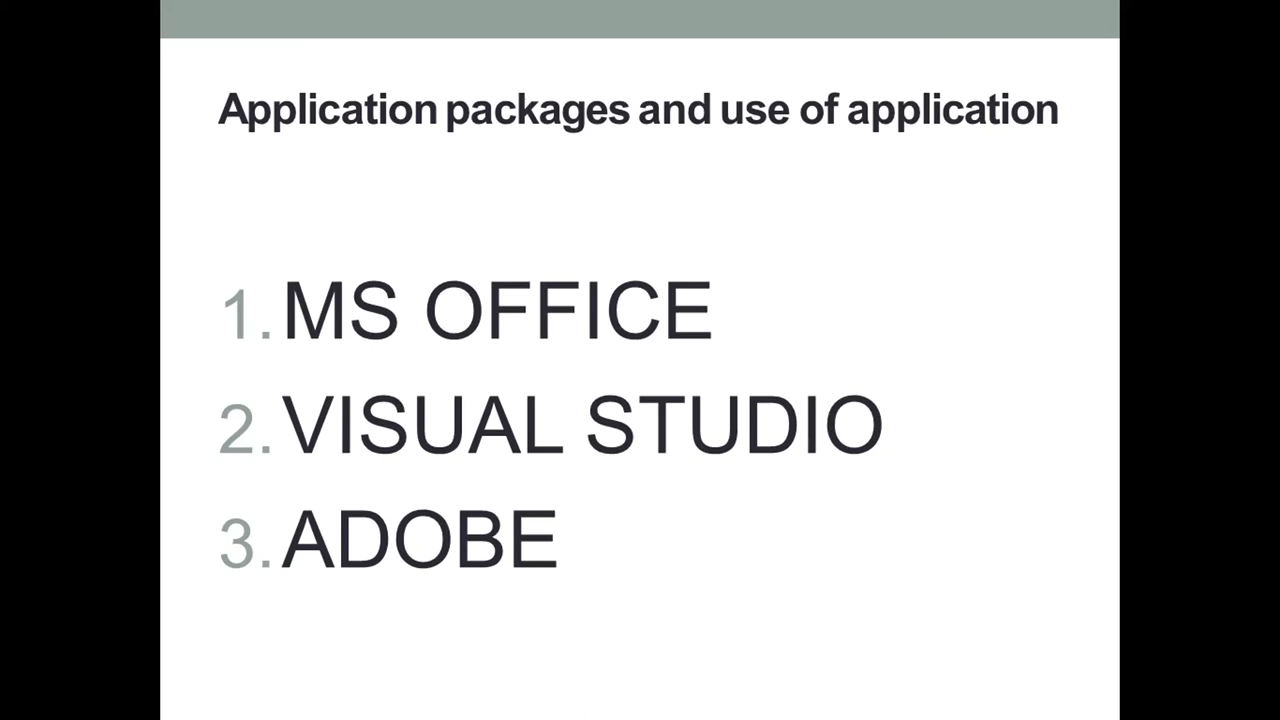 Application packages and use of application
1. MS OFFICE
2. VISUAL STUDIO
3. ADOBE